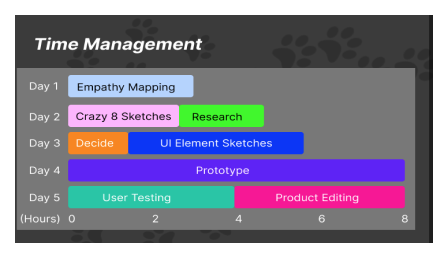 Time Management
Day 1 Empathy Mapping
Day 2 Crazy 8 Sketches Research
Day 3 Decide UI Element Sketches
Day 4 Prototype
Day 5 User Testing Product Editing
(Hours) 0 2 4 6 8